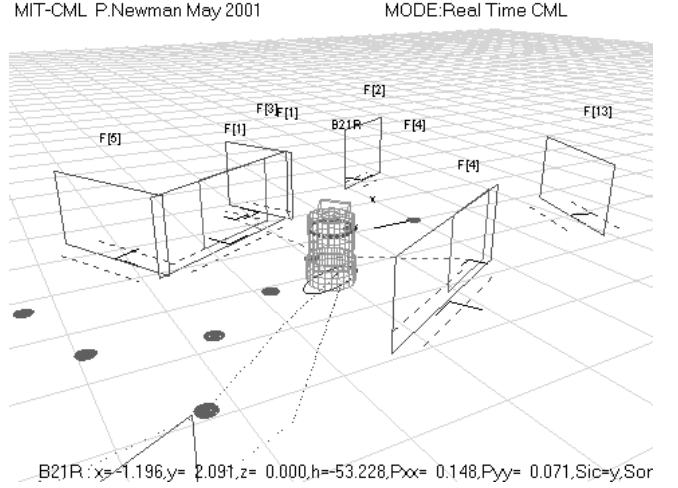 MIT-CML P.Newman May 2001
MODE:Real Time CML
F[2]
F[3]
F[1]
F[13]
F[5]
F[1]
B21R
F[4]
F[4]
x
B21R : x= -1.196,y= 2.091,z= 0.000,h=-53.228,Pxx= 0.148,Pyy= 0.071,Sic=y,Sor